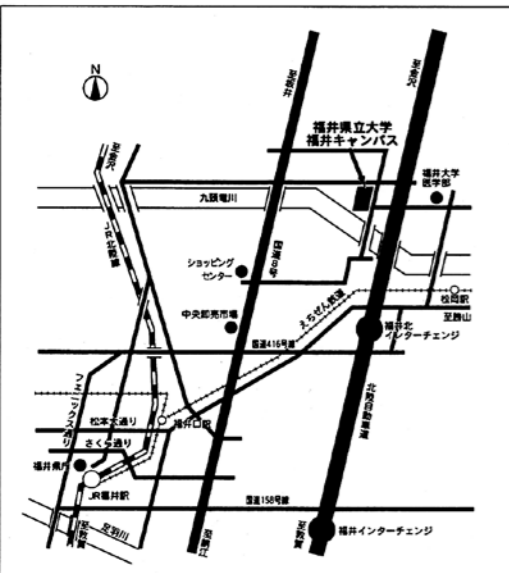 N
至金沢
至坂井
至金沢
福井県立大学
福井キャンパス
福井大学
医学部
九頭竜川
JR北陸線
国道8号
ショッピング
センター
えちぜん鉄道
松岡駅
至勝山
中央卸売市場
福井北
インターチェンジ
国道416号線
フェニックス通り
北陸自動車道
松本大通り
福井口駅
さくら通り
福井県庁
JR福井駅
国道158号線
足羽川
至敦賀
至鯖江
至敦賀
福井インターチェンジ